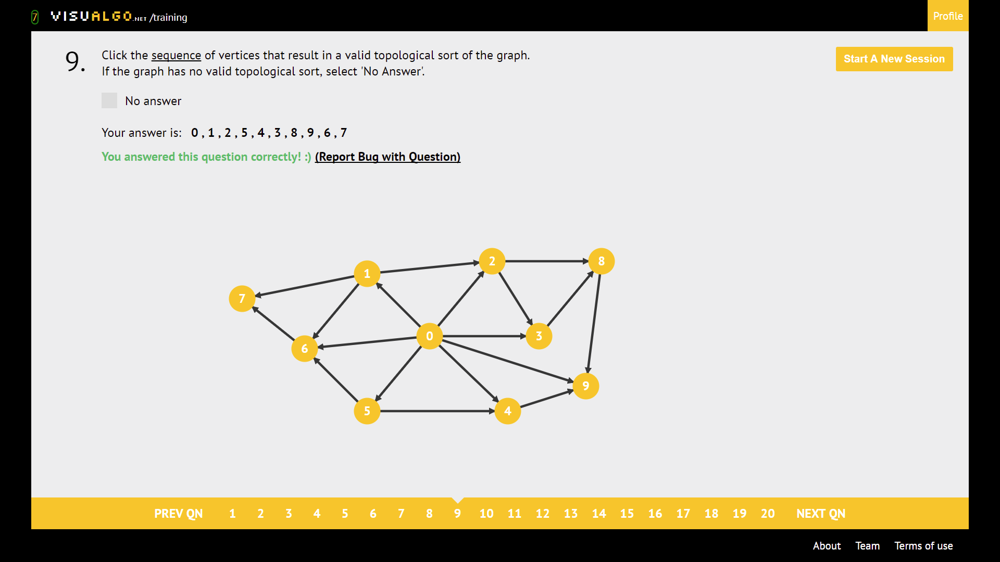 7 VISUALGO.NET /training
Profile
9.
Click the sequence of vertices that result in a valid topological sort of the graph.
If the graph has no valid topological sort, select 'No Answer'.
Start A New Session
No answer
Your answer is: 0 , 1 , 2 , 5 , 4 , 3 , 8 , 9 , 6 , 7
You answered this question correctly! :) (Report Bug with Question)
2 8
1
7
0 3
6
9
5 4
PREV QN 1 2 3 4 5 6 7 8 9 10 11 12 13 14 15 16 17 18 19 20 NEXT QN
About Team Terms of use